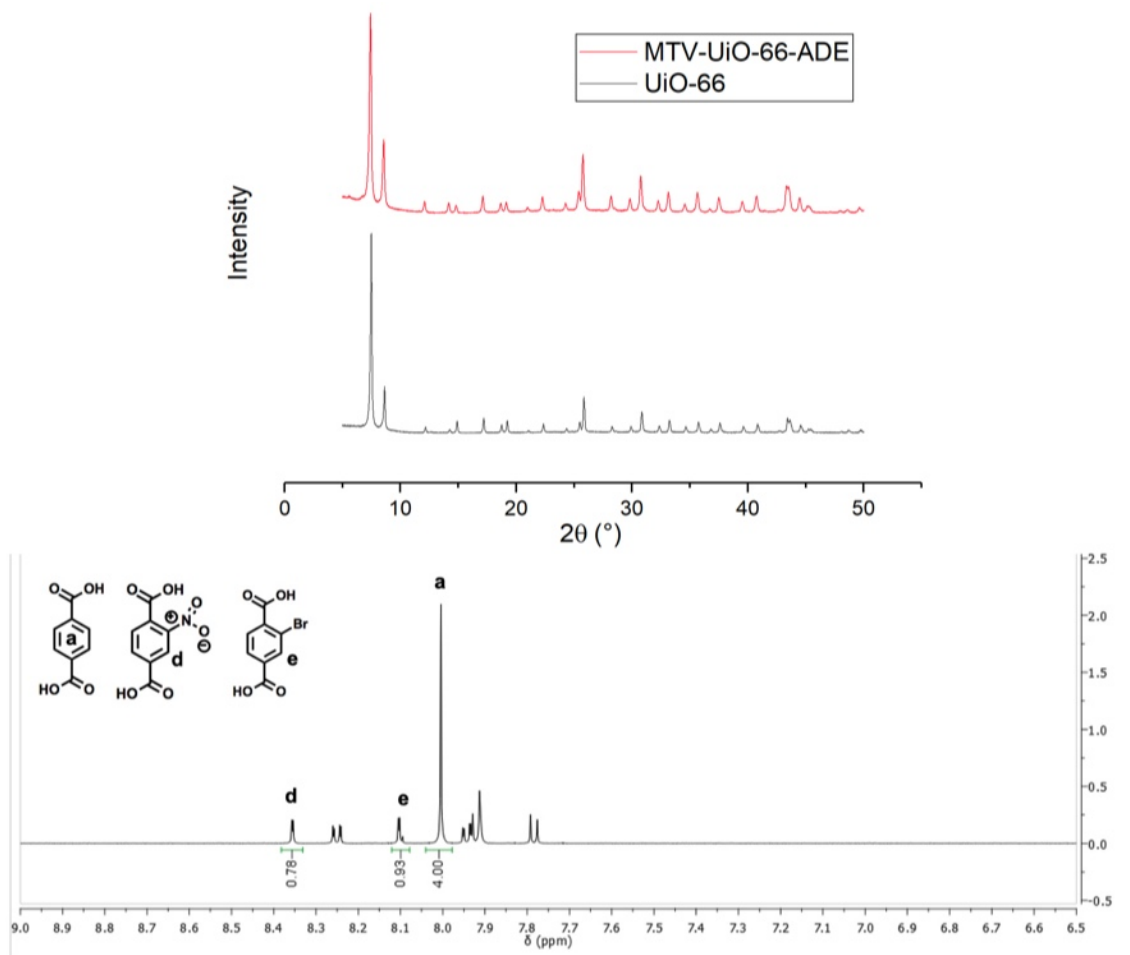 MTV-UiO-66-ADE
UiO-66
Intensity
0 10 20 30 40 50
2θ (°)
O OH O OH O OH
⊕ N O O ⊖ Br
a d e
HO O HO O HO O
a
d
e
0.78
0.93
4.00
2.5
2.0
1.5
1.0
0.5
0.0
-0.5
9.0 8.9 8.8 8.7 8.6 8.5 8.4 8.3 8.2 8.1 8.0 7.9 7.8 7.7 7.6 7.5 7.4 7.3 7.2 7.1 7.0 6.9 6.8 6.7 6.6 6.5
δ (ppm)